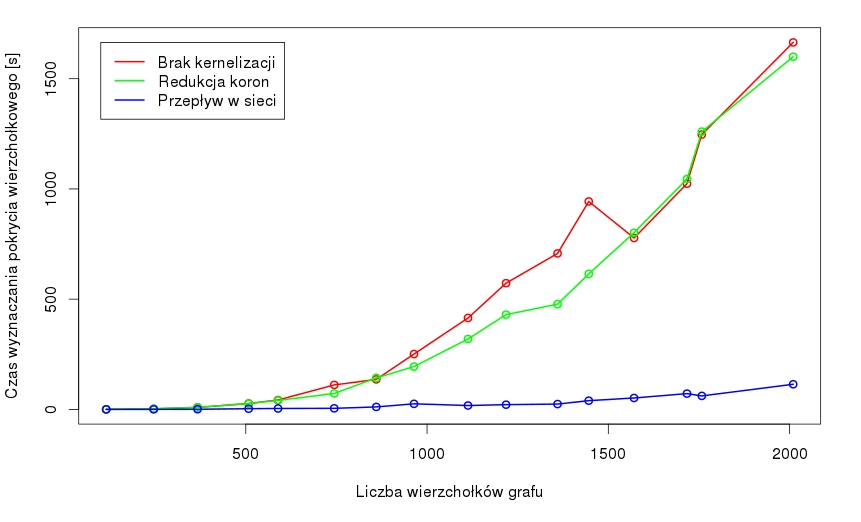 Brak kernelizacji
Redukcja koron
Przepływ w sieci
Czas wyznaczania pokrycia wierzchołkowego [s]
1500
1000
500
0
500 1000 1500 2000
Liczba wierzchołków grafu